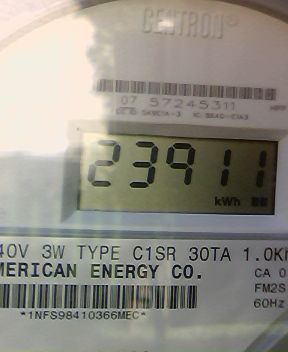 CENTRON®
07 57245311
23911
kWh
40V 3W TYPE C1SR 30TA 1.0Kh
MERICAN ENERGY CO.
CA 0
FM2S
60Hz
*1NFS98410366MEC*